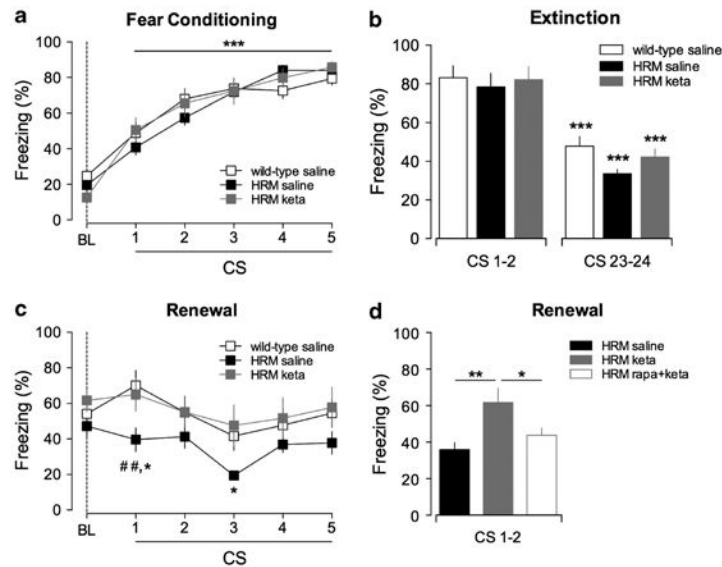 a Fear Conditioning
***
Freezing (%)
100
80
60
40
20
0
wild-type saline
HRM saline
HRM keta
BL 1 2 3 4 5
CS
b Extinction
Freezing (%)
100
80
60
40
20
0
wild-type saline
HRM saline
HRM keta
***
***
***
CS 1-2 CS 23-24
c Renewal
Freezing (%)
100
80
60
40
20
0
wild-type saline
HRM saline
HRM keta
##,*
*
BL 1 2 3 4 5
CS
d Renewal
Freezing (%)
100
80
60
40
20
0
HRM saline
HRM keta
HRM rapa+keta
** *
CS 1-2